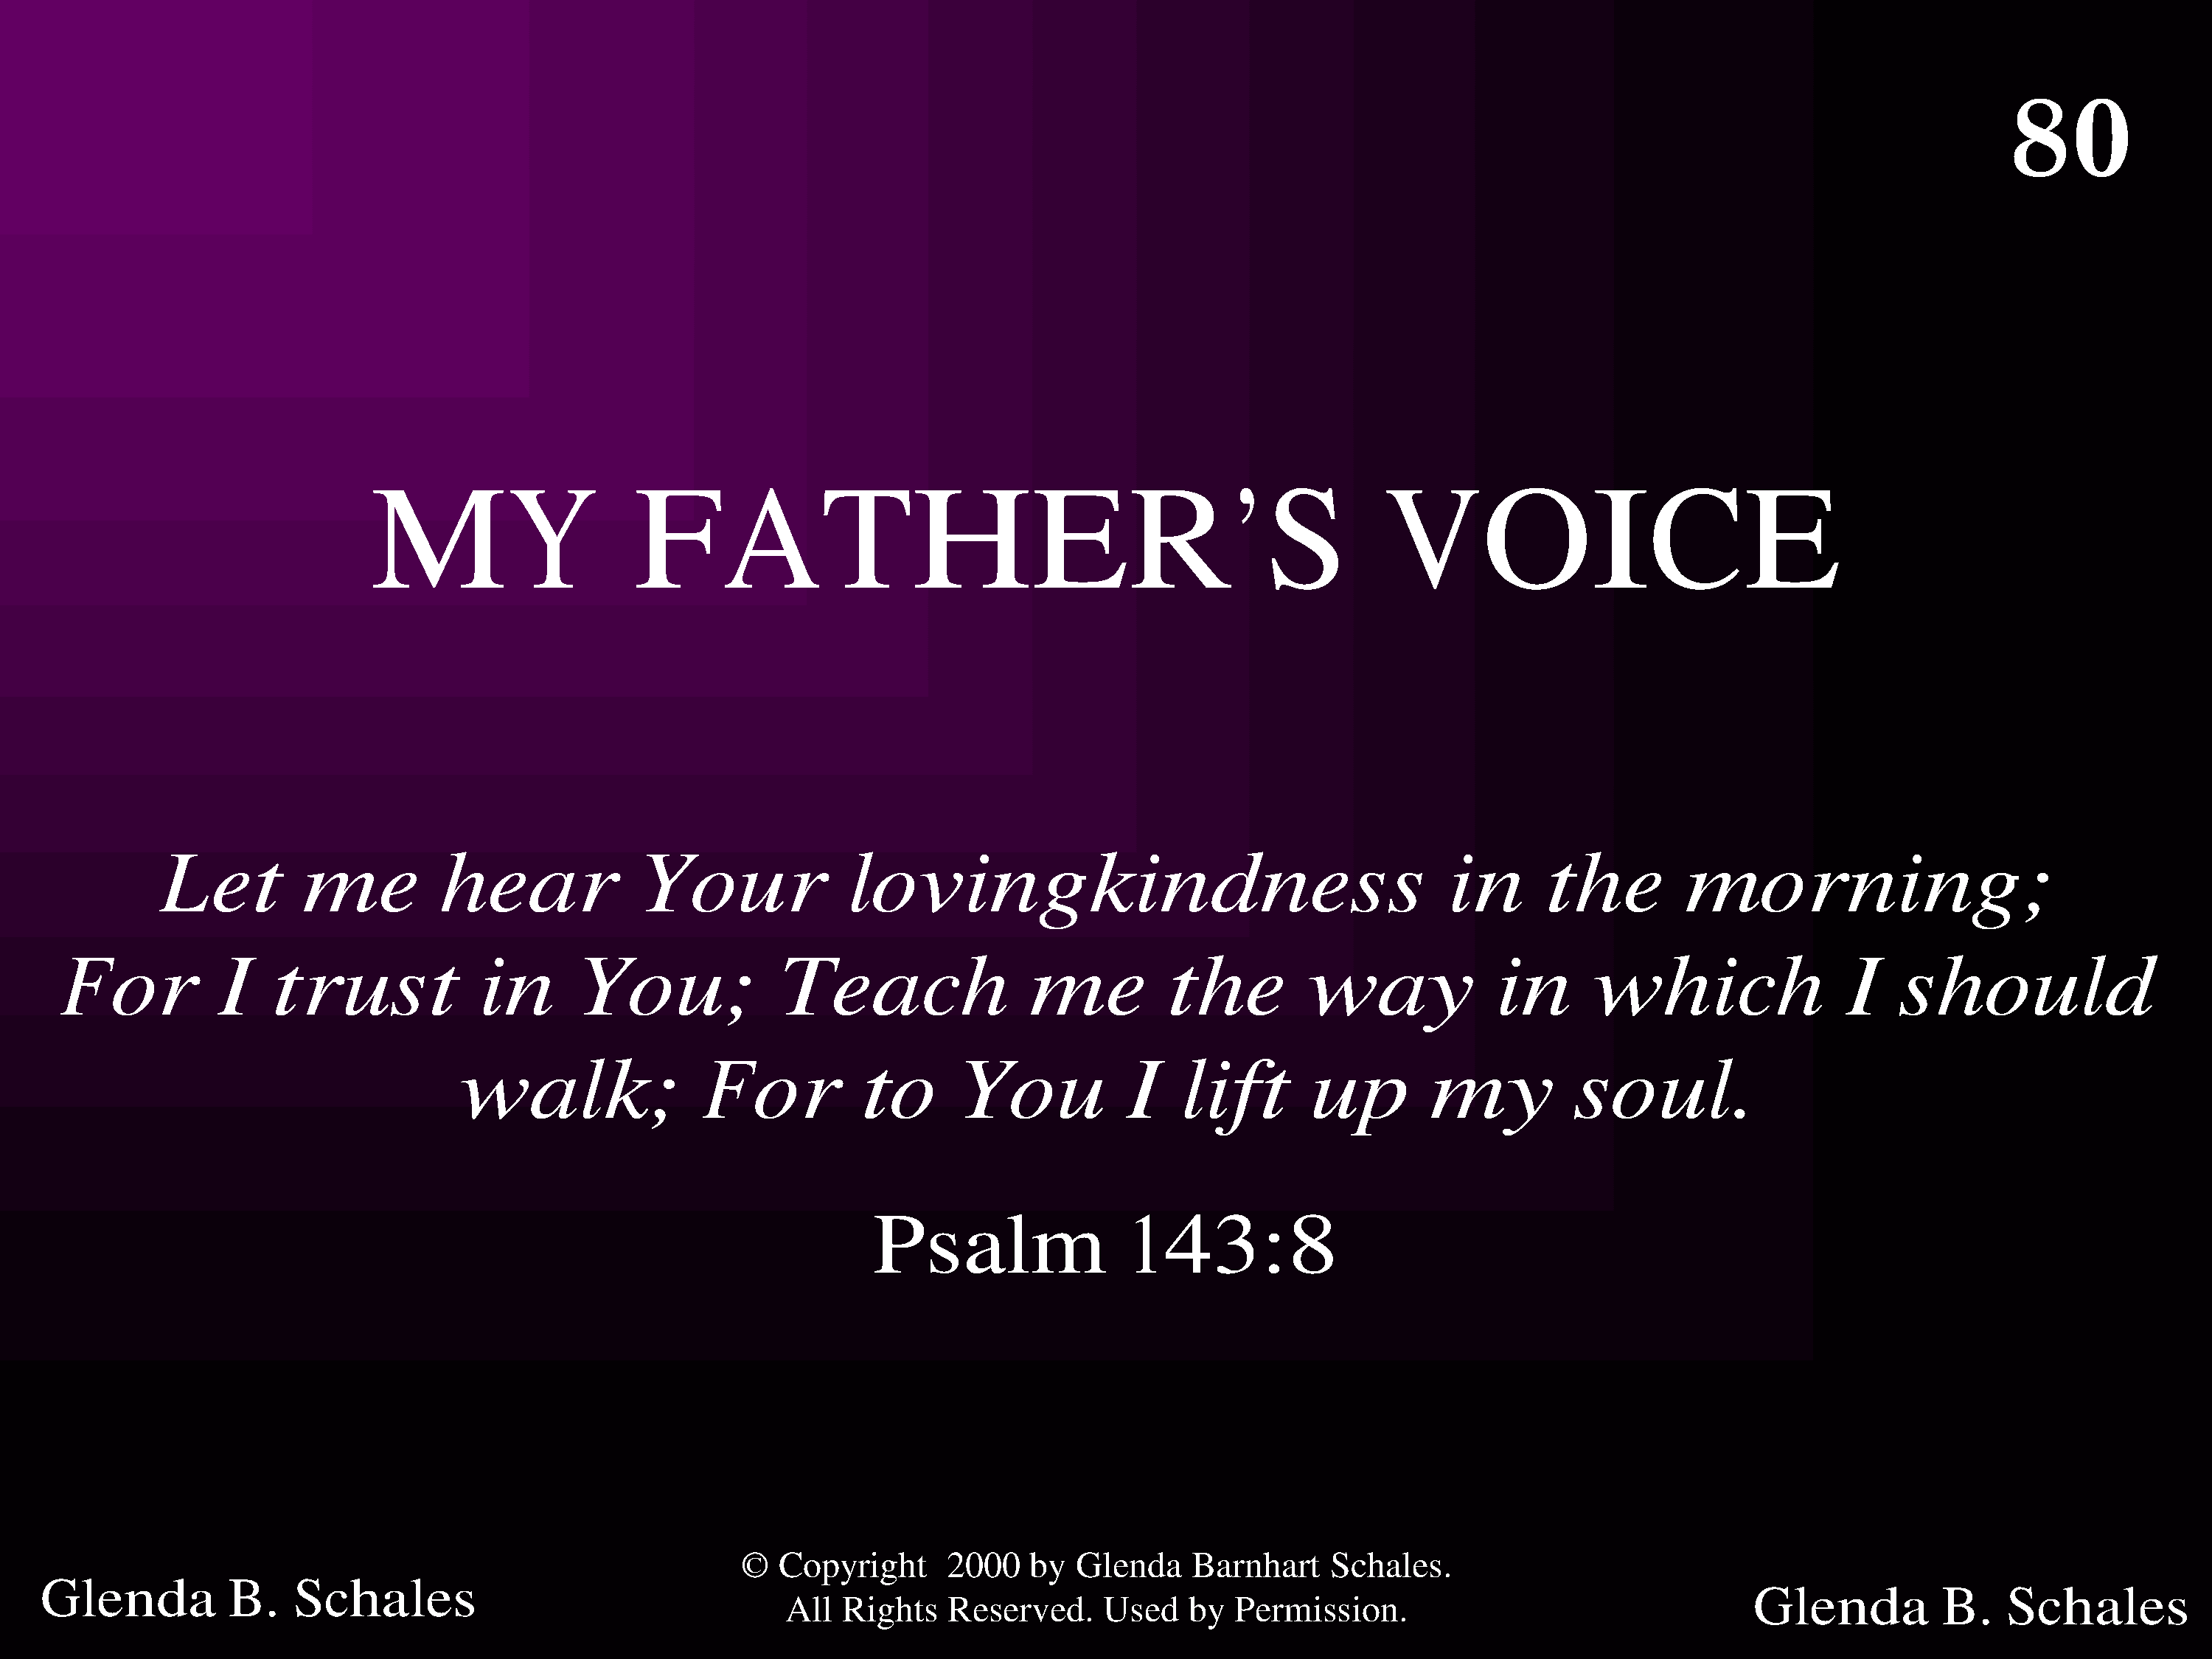 80
MY FATHER’S VOICE
Let me hear Your lovingkindness in the morning;
For I trust in You; Teach me the way in which I should
walk; For to You I lift up my soul.
Psalm 143:8
Glenda B. Schales
© Copyright 2000 by Glenda Barnhart Schales.
All Rights Reserved. Used by Permission.
Glenda B. Schales